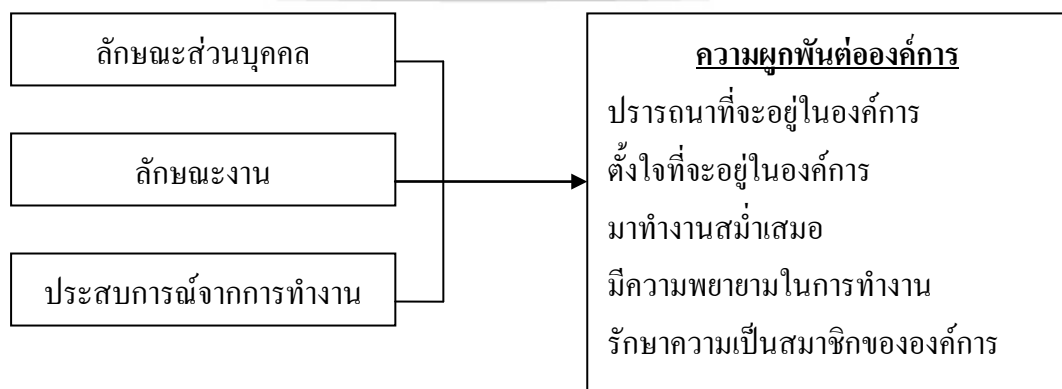 ลักษณะส่วนบุคคล
ลักษณะงาน
ประสบการณ์จากการทำงาน
ความผูกพันต่อองค์การ
ปรารถนาที่จะอยู่ในองค์การ
ตั้งใจที่จะอยู่ในองค์การ
มาทำงานสม่ำเสมอ
มีความพยายามในการทำงาน
รักษาความเป็นสมาชิกขององค์การ